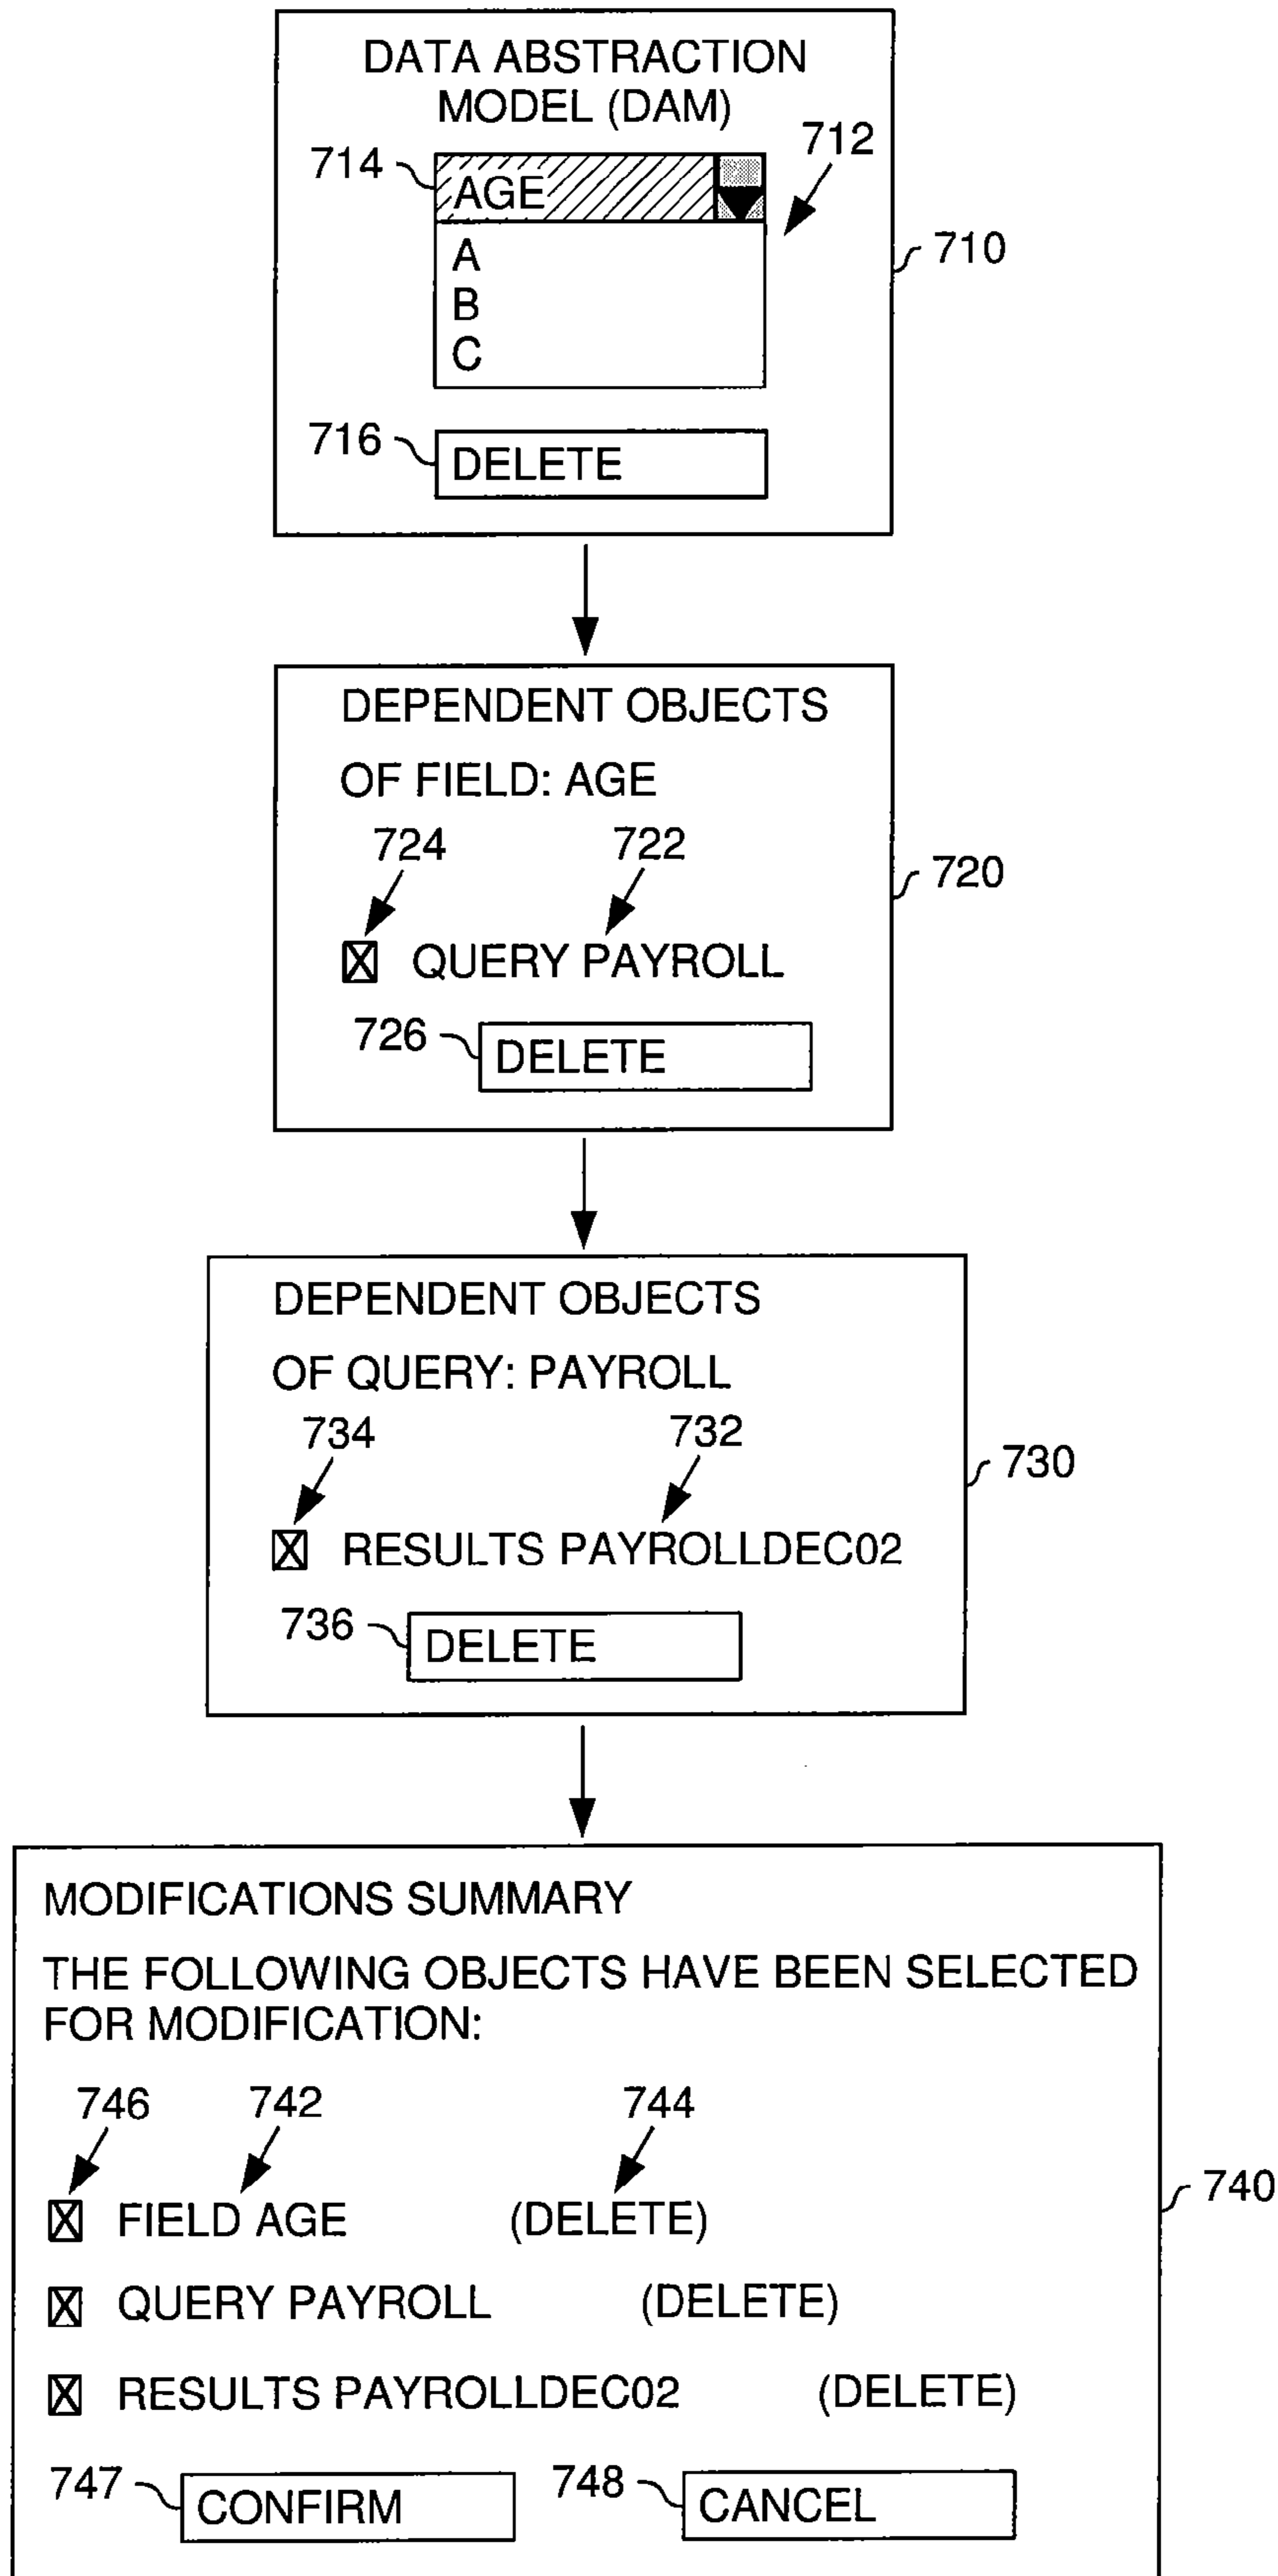 DATA ABSTRACTION
MODEL (DAM)
712
714
AGE
710
A
B
C
716
DELETE
DEPENDENT OBJECTS
OF FIELD: AGE
724
722
720
QUERY PAYROLL
726
DELETE
DEPENDENT OBJECTS
OF QUERY: PAYROLL
734
732
730
RESULTS PAYROLLDEC02
736
DELETE
MODIFICATIONS SUMMARY
THE FOLLOWING OBJECTS HAVE BEEN SELECTED
FOR MODIFICATION:
746
742
744
740
FIELD AGE (DELETE)
QUERY PAYROLL (DELETE)
RESULTS PAYROLLDEC02 (DELETE)
747
CONFIRM
748
CANCEL